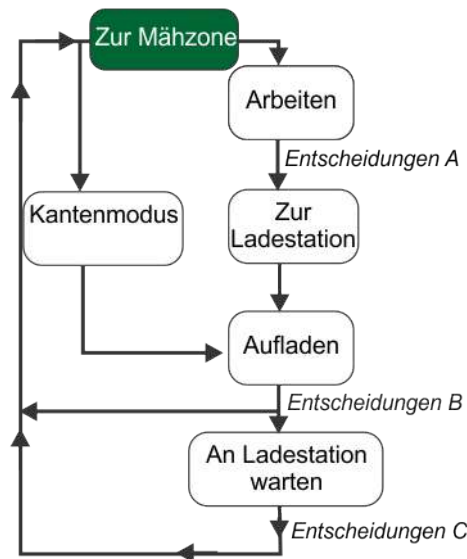 Zur Mähzone
Arbeiten
Entscheidungen A
Kantenmodus
Zur
Ladestation
Aufladen
Entscheidungen B
An Ladestation
warten
Entscheidungen C